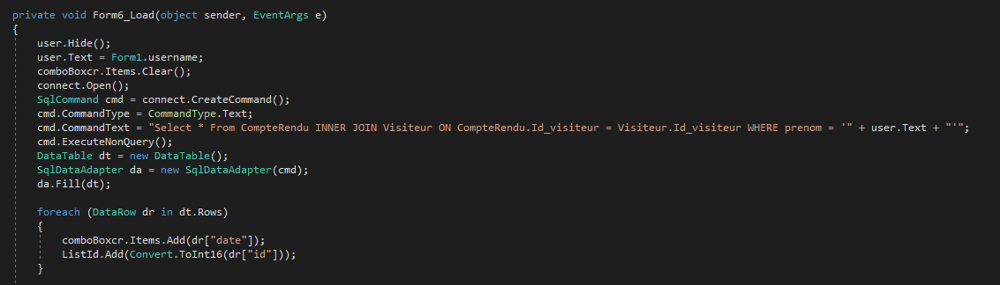 private void Form6_Load(object sender, EventArgs e)
{
user.Hide();
user.Text = Form1.username;
comboBoxcr.Items.Clear();
connect.Open();
SqlCommand cmd = connect.CreateCommand();
cmd.CommandType = CommandType.Text;
cmd.CommandText = "Select * From CompteRendu INNER JOIN Visiteur ON CompteRendu.Id_visiteur = Visiteur.Id_visiteur WHERE prenom = '" + user.Text + "'";
cmd.ExecuteNonQuery();
DataTable dt = new DataTable();
SqlDataAdapter da = new SqlDataAdapter(cmd);
da.Fill(dt);
foreach (DataRow dr in dt.Rows)
{
comboBoxcr.Items.Add(dr["date"]);
ListId.Add(Convert.ToInt16(dr["id"]));
}